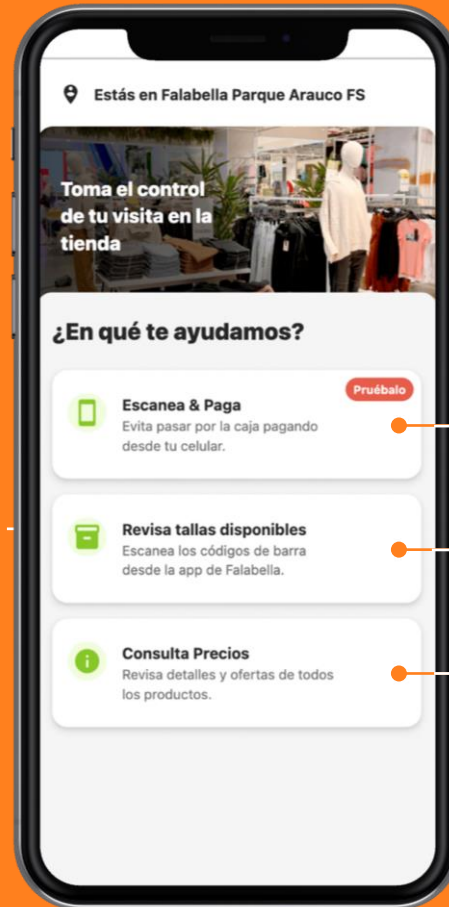 Estás en Falabella Parque Arauco FS
Toma el control
de tu visita en la
tienda
¿En qué te ayudamos?
Pruébalo
Escanea & Paga
Evita pasar por la caja pagando
desde tu celular.
Revisa tallas disponibles
Escanea los códigos de barra
desde la app de Falabella.
Consulta Precios
Revisa detalles y ofertas de todos
los productos.